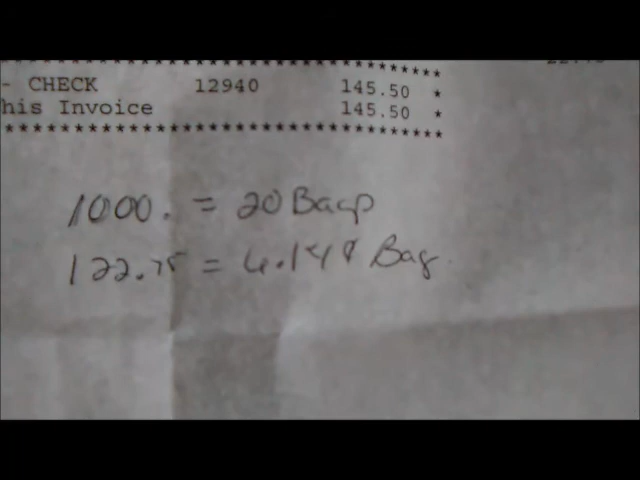 - CHECK 12940 145.50 *
his Invoice 145.50 *
***************************************
1000. = 20 Bags
122.75 = 6.14¢ Bag.